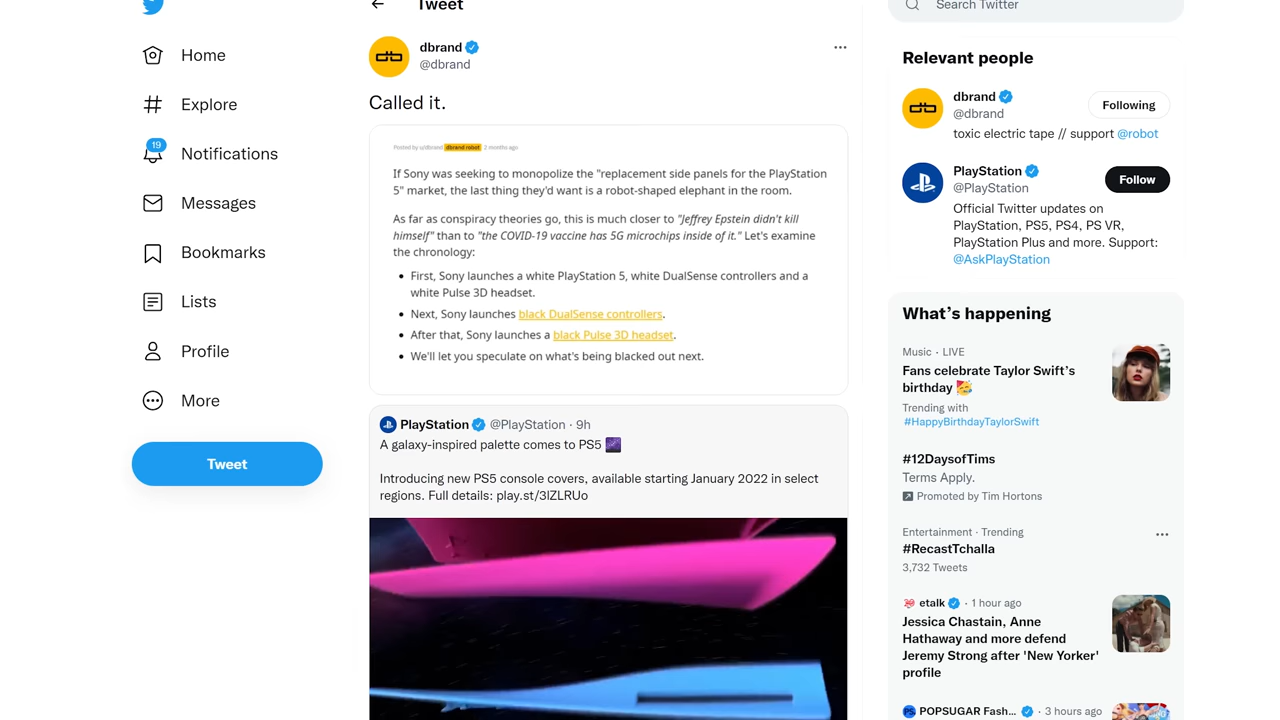 Home
Explore
19
Notifications
Messages
Bookmarks
Lists
Profile
More
Tweet
Tweet
dbrand
@dbrand
Called it.
Posted by u/dbrand dbrand robot 2 months ago
If Sony was seeking to monopolize the "replacement side panels for the PlayStation
5" market, the last thing they'd want is a robot-shaped elephant in the room.
As far as conspiracy theories go, this is much closer to "Jeffrey Epstein didn't kill
himself" than to "the COVID-19 vaccine has 5G microchips inside of it." Let's examine
the chronology:
• First, Sony launches a white PlayStation 5, white DualSense controllers and a
white Pulse 3D headset.
• Next, Sony launches black DualSense controllers.
• After that, Sony launches a black Pulse 3D headset.
• We'll let you speculate on what's being blacked out next.
PlayStation @PlayStation · 9h
A galaxy-inspired palette comes to PS5
Introducing new PS5 console covers, available starting January 2022 in select
regions. Full details: play.st/3lZLRUo
Search Twitter
Relevant people
dbrand
@dbrand
Following
toxic electric tape // support @robot
PlayStation
@PlayStation
Follow
Official Twitter updates on
PlayStation, PS5, PS4, PS VR,
PlayStation Plus and more. Support:
@AskPlayStation
What's happening
Music · LIVE
Fans celebrate Taylor Swift's
birthday
Trending with
#HappyBirthdayTaylorSwift
#12DaysofTims
Terms Apply.
Promoted by Tim Hortons
Entertainment · Trending
#RecastTchalla
3,732 Tweets
etalk · 1 hour ago
Jessica Chastain, Anne
Hathaway and more defend
Jeremy Strong after 'New Yorker'
profile
POPSUGAR Fash... · 3 hours ago